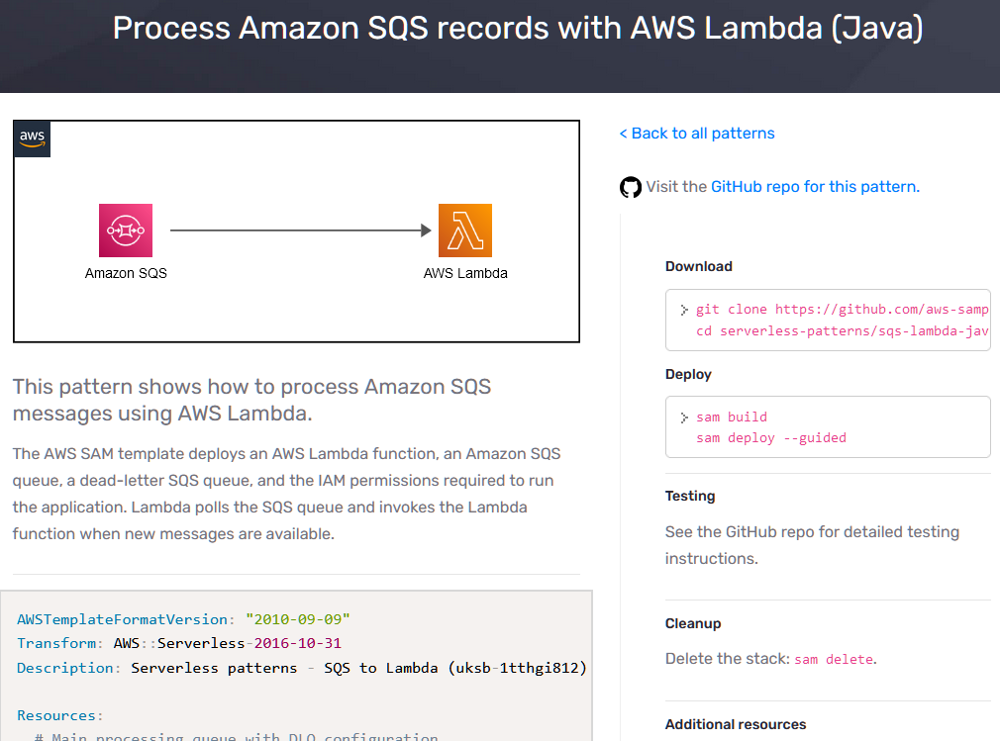 Process Amazon SQS records with AWS Lambda (Java)
aws
Amazon SQS
AWS Lambda
This pattern shows how to process Amazon SQS
messages using AWS Lambda.
The AWS SAM template deploys an AWS Lambda function, an Amazon SQS
queue, a dead-letter SQS queue, and the IAM permissions required to run
the application. Lambda polls the SQS queue and invokes the Lambda
function when new messages are available.
AWSTemplateFormatVersion: "2010-09-09"
Transform: AWS::Serverless-2016-10-31
Description: Serverless patterns - SQS to Lambda (uksb-1tthgi812)
Resources:
# Main processing queue with DLQ configuration
< Back to all patterns
Visit the GitHub repo for this pattern.
Download
git clone https://github.com/aws-samp
cd serverless-patterns/sqs-lambda-jav
Deploy
sam build
sam deploy --guided
Testing
See the GitHub repo for detailed testing
instructions.
Cleanup
Delete the stack: sam delete.
Additional resources